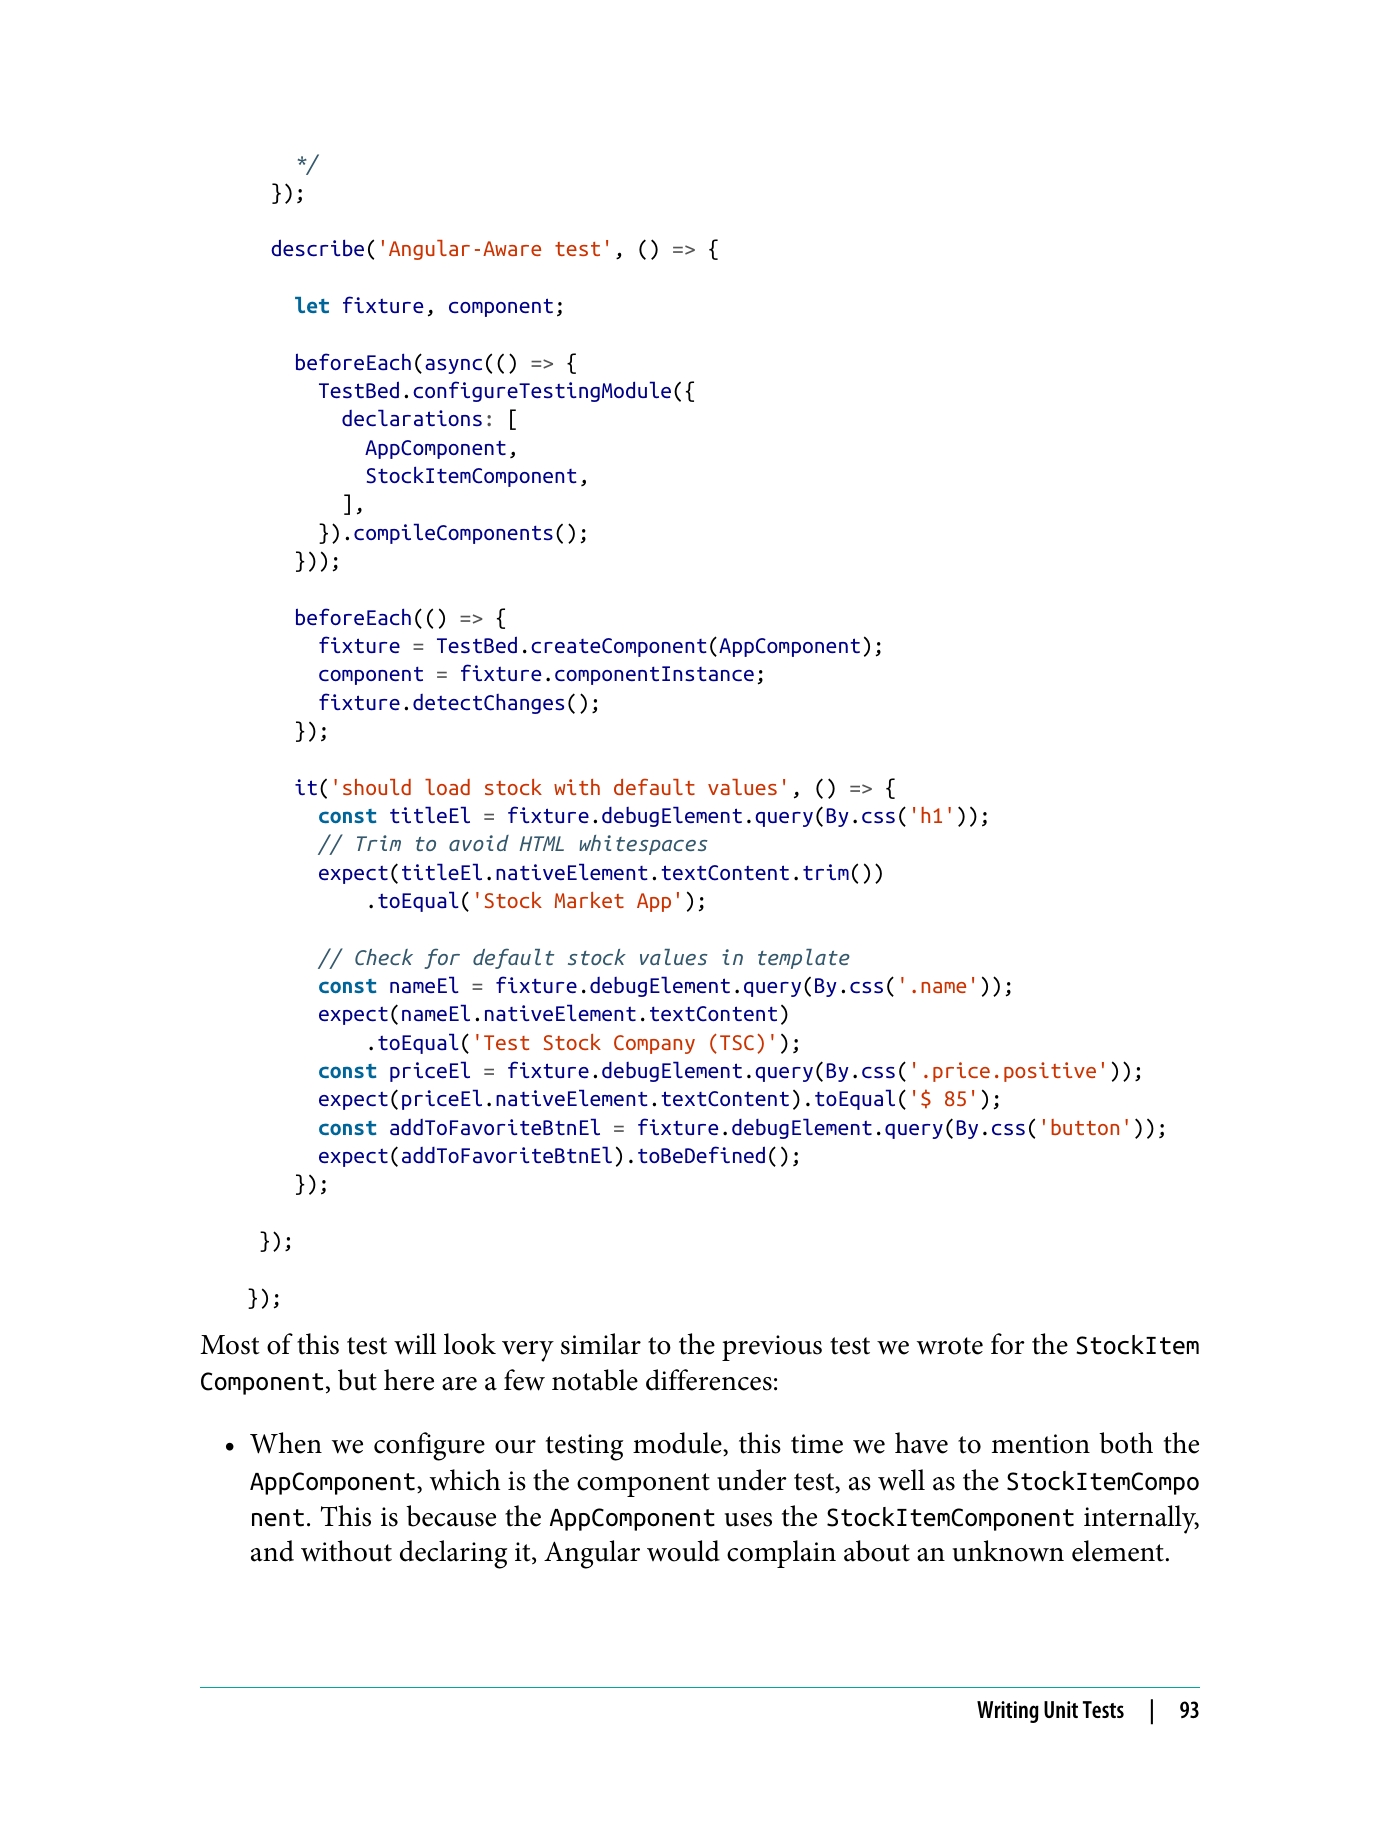 */
});
describe('Angular-Aware test', () => {
let fixture, component;
beforeEach(async(() => {
TestBed.configureTestingModule({
declarations: [
AppComponent,
StockItemComponent,
],
}).compileComponents();
}));
beforeEach(() => {
fixture = TestBed.createComponent(AppComponent);
component = fixture.componentInstance;
fixture.detectChanges();
});
it('should load stock with default values', () => {
const titleEl = fixture.debugElement.query(By.css('h1'));
// Trim to avoid HTML whitespaces
expect(titleEl.nativeElement.textContent.trim())
.toEqual('Stock Market App');
// Check for default stock values in template
const nameEl = fixture.debugElement.query(By.css('.name'));
expect(nameEl.nativeElement.textContent)
.toEqual('Test Stock Company (TSC)');
const priceEl = fixture.debugElement.query(By.css('.price.positive'));
expect(priceEl.nativeElement.textContent).toEqual('$ 85');
const addToFavoriteBtnEl = fixture.debugElement.query(By.css('button'));
expect(addToFavoriteBtnEl).toBeDefined();
});
});
});
Most of this test will look very similar to the previous test we wrote for the StockItem
Component, but here are a few notable differences:
• When we configure our testing module, this time we have to mention both the
AppComponent, which is the component under test, as well as the StockItemCompo
nent. This is because the AppComponent uses the StockItemComponent internally,
and without declaring it, Angular would complain about an unknown element.
Writing Unit Tests | 93